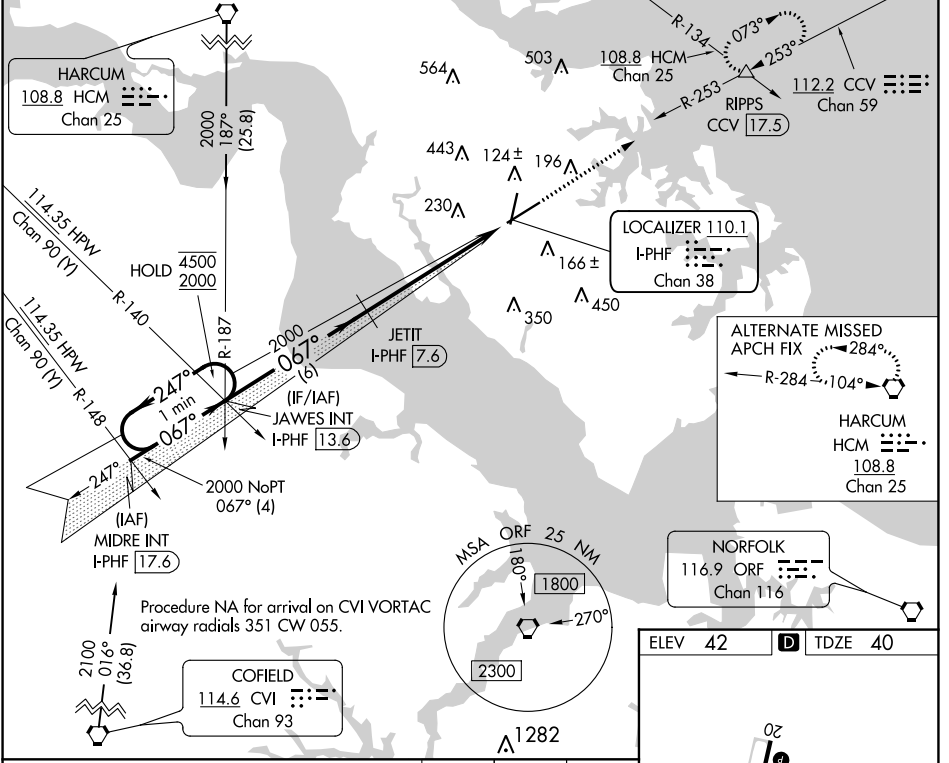 HARCUM
108.8 HCM
Chan 25
2000
187°
(25.8)
564
503
443
124 ±
196
230
166 ±
350
450
R-134
073°
253°
108.8 HCM
Chan 25
R-253
RIPPS
CCV 17.5
112.2 CCV
Chan 59
LOCALIZER 110.1
I-PHF
Chan 38
114.35 HPW
Chan 90 (Y)
R-140
114.35 HPW
Chan 90 (Y)
R-148
HOLD 4500
2000
R-187
2000
067°
(6)
JETIT
I-PHF 7.6
247°
1 min
067°
(IF/IAF)
JAWES INT
I-PHF 13.6
247°
2000 NoPT
067° (4)
(IAF)
MIDRE INT
I-PHF 17.6
ALTERNATE MISSED
APCH FIX
284°
R-284
104°
HARCUM
HCM
108.8
Chan 25
Procedure NA for arrival on CVI VORTAC
airway radials 351 CW 055.
2100
016°
(36.8)
COFIELD
114.6 CVI
Chan 93
MSA ORF 25 NM
180°
1800
270°
2300
1282
NORFOLK
116.9 ORF
Chan 116
ELEV 42
D
TDZE 40
20
P